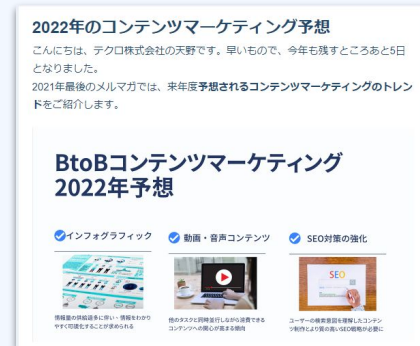 2022年のコンテンツマーケティング予想
こんにちは、テクロ株式会社の天野です。早いもので、今年も残すところあと5日
となりました。
2021年最後のメルマガでは、来年度予想されるコンテンツマーケティングのトレン
ドをご紹介します。
BtoBコンテンツマーケティング
2022年予想
インフォグラフィック
動画・音声コンテンツ
SEO対策の強化
SEO
情報量の供給過多に伴い、情報をわかり
やすく可視化することが求められる
他のタスクと同時並行しながら消費できる
コンテンツへの関心が高まる傾向
ユーザーの検索意図を理解したコンテン
ツ制作とより質の高いSEO戦略が必要に